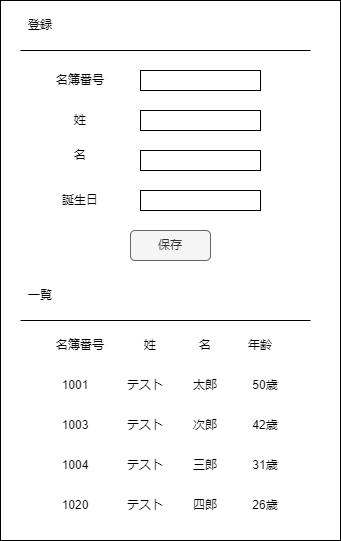 登録
名簿番号
姓
名
誕生日
保存
一覧
名簿番号 姓 名 年齢
1001 テスト 太郎 50歳
1003 テスト 次郎 42歳
1004 テスト 三郎 31歳
1020 テスト 四郎 26歳